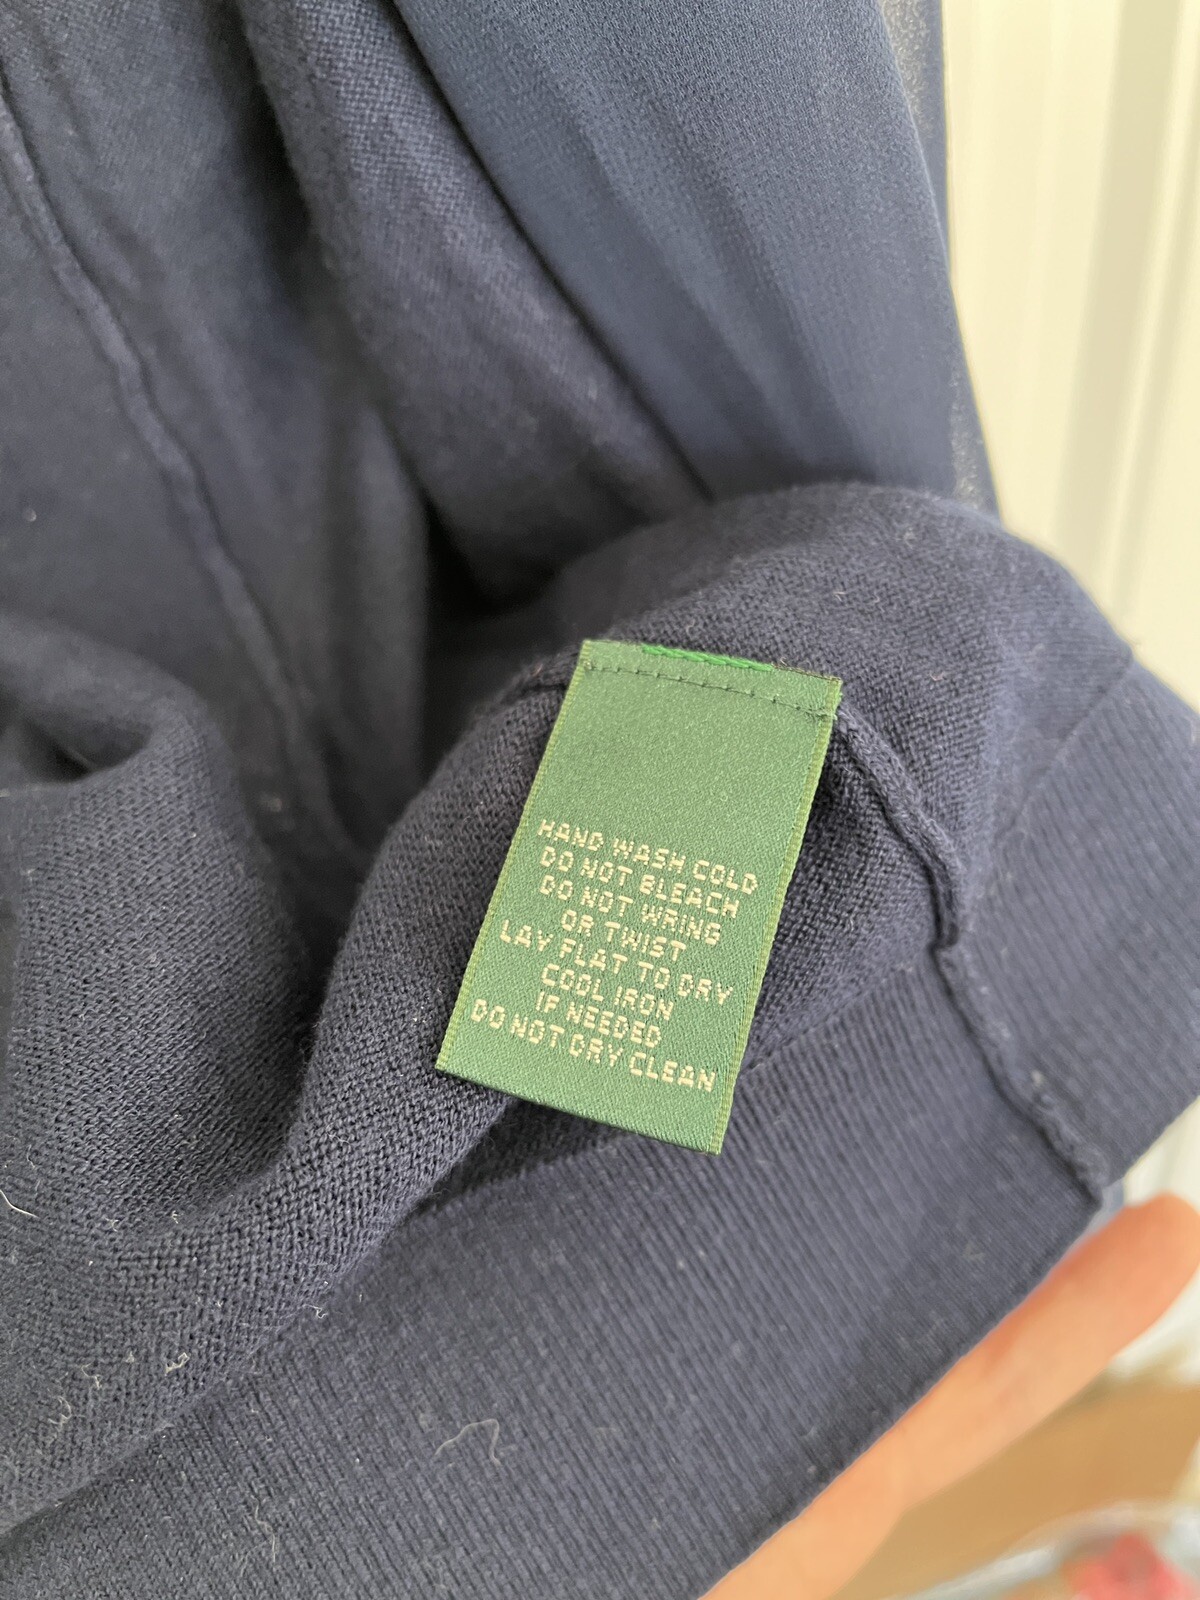 HAND WASH COLD
DO NOT BLEACH
DO NOT WRING
OR TWIST
LAY FLAT TO DRY
COOL IRON
IF NEEDED
DO NOT DRY CLEAN